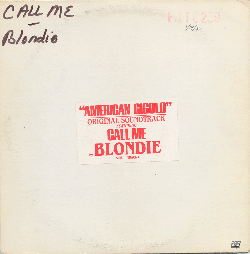 CALL ME
Blondie
"AMERICAN GIGOLO"
ORIGINAL SOUNDTRACK
CALL ME
BLONDIE